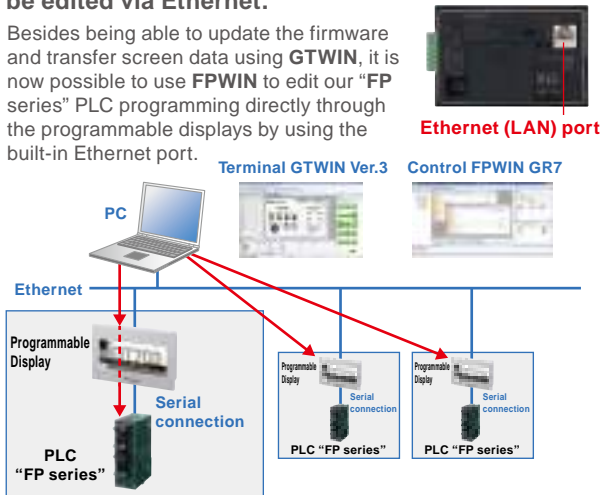 be edited via Ethernet.
Besides being able to update the firmware
and transfer screen data using GTWIN, it is
now possible to use FPWIN to edit our “FP
series” PLC programming directly through
the programmable displays by using the
built-in Ethernet port.
Ethernet (LAN) port
Terminal GTWIN Ver.3
Control FPWIN GR7
PC
Ethernet
Programmable
Display
Serial
connection
PLC
“FP series”
Programmable
Display
Serial
connection
PLC “FP series”
Programmable
Display
Serial
connection
PLC “FP series”